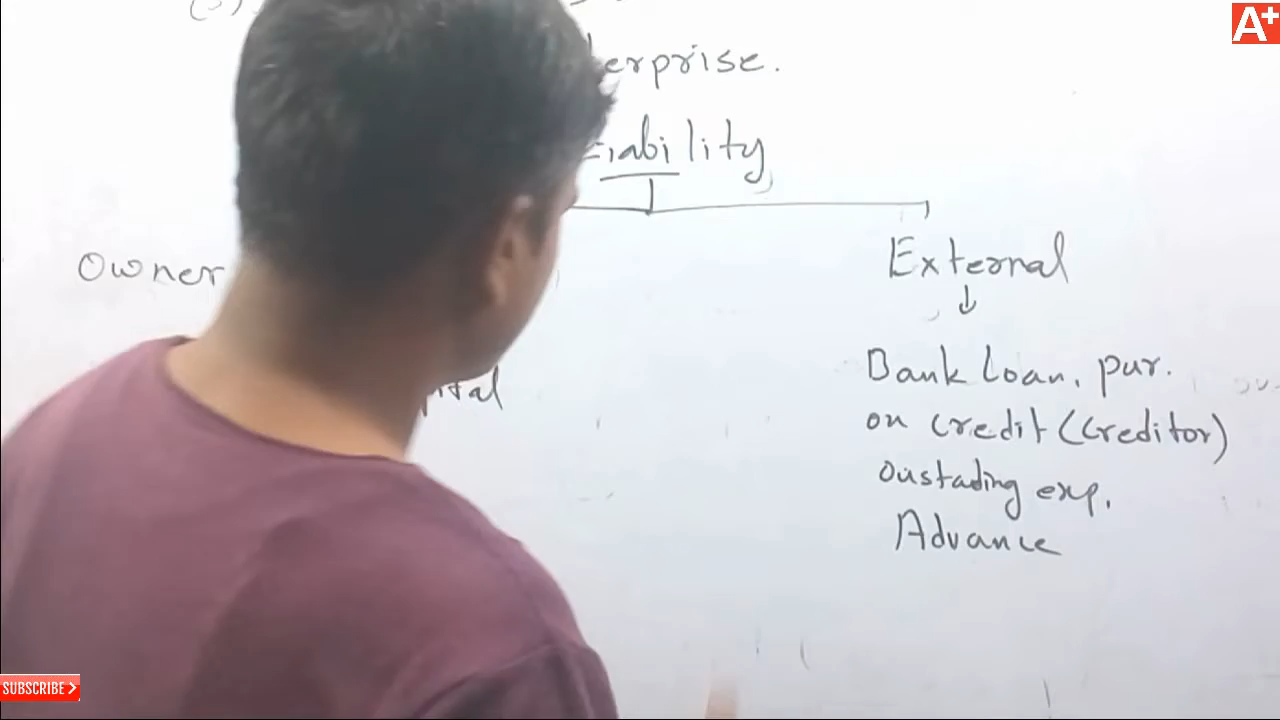 A+
erprise.
iability
Owner
External
ital
Bank Loan, pur.
on credit (creditor)
oustading exp.
Advance
SUBSCRIBE >